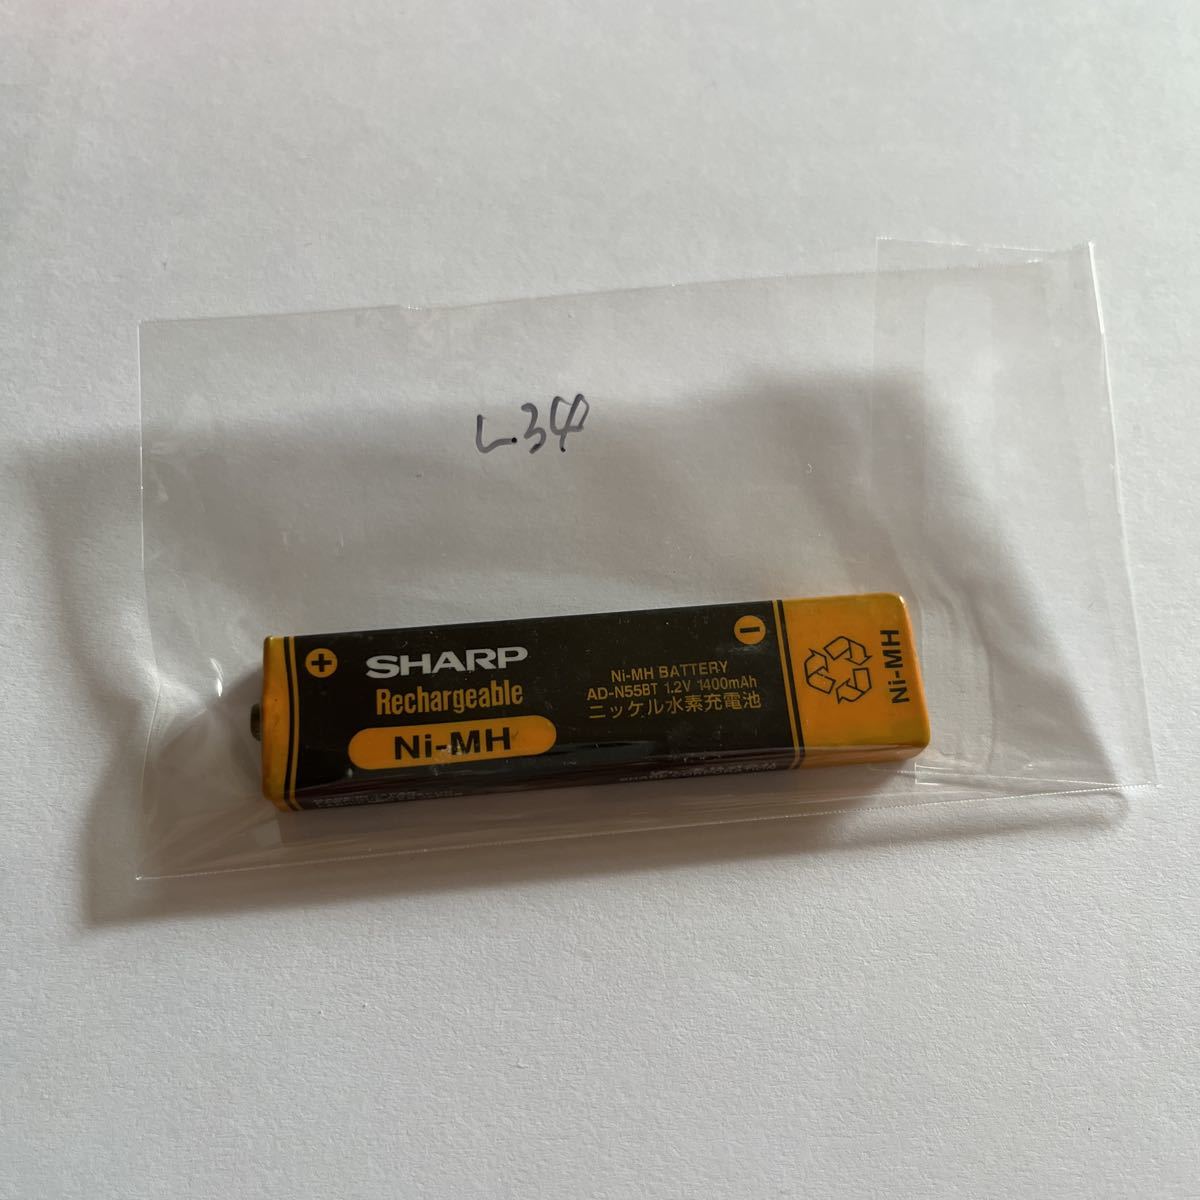 L.34
+
−
SHARP
Rechargeable
Ni-MH
Ni-MH BATTERY
AD-N55BT 1.2V 1400mAh
ニッケル水素充電池
Ni-MH